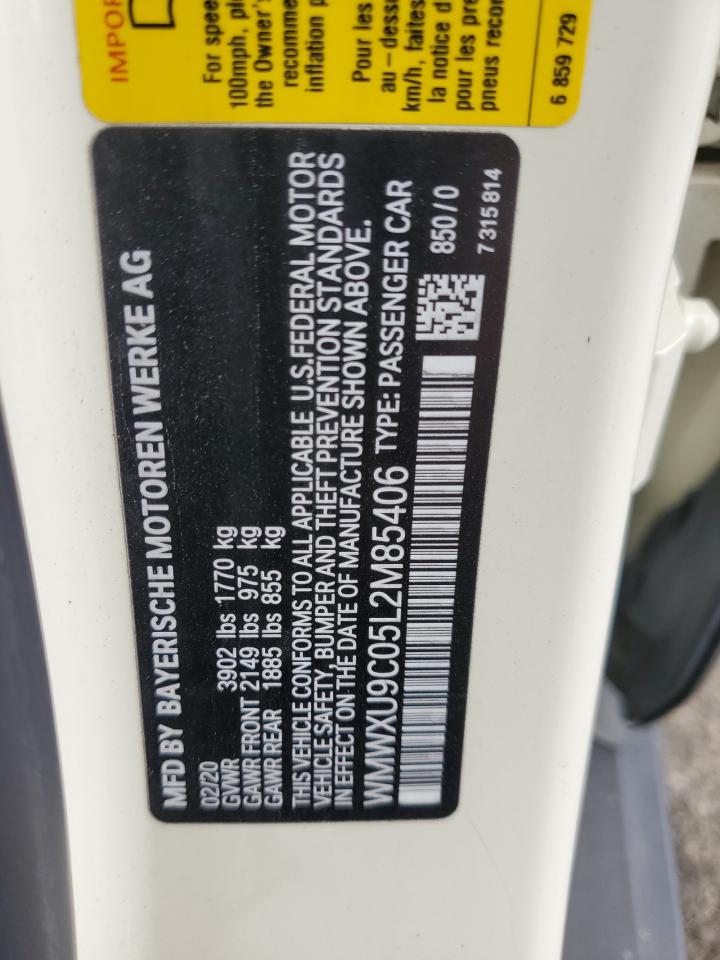 IMPOR
For spee
100mph, pl
the Owner's
recomme
inflation p
Pour les
au-dessu
km/h, faites
la notice d'
pour les pre
pneus recor
6 859 729
MFD BY BAYERISCHE MOTOREN WERKE AG
02/20
GVWR 3902 lbs 1770 kg
GAWR FRONT 2149 lbs 975 kg
GAWR REAR 1885 lbs 855 kg
THIS VEHICLE CONFORMS TO ALL APPLICABLE U.S.FEDERAL MOTOR
VEHICLE SAFETY, BUMPER AND THEFT PREVENTION STANDARDS
IN EFFECT ON THE DATE OF MANUFACTURE SHOWN ABOVE.
WMWXU9C05L2M85406 TYPE: PASSENGER CAR
850 / 0
7 315 814